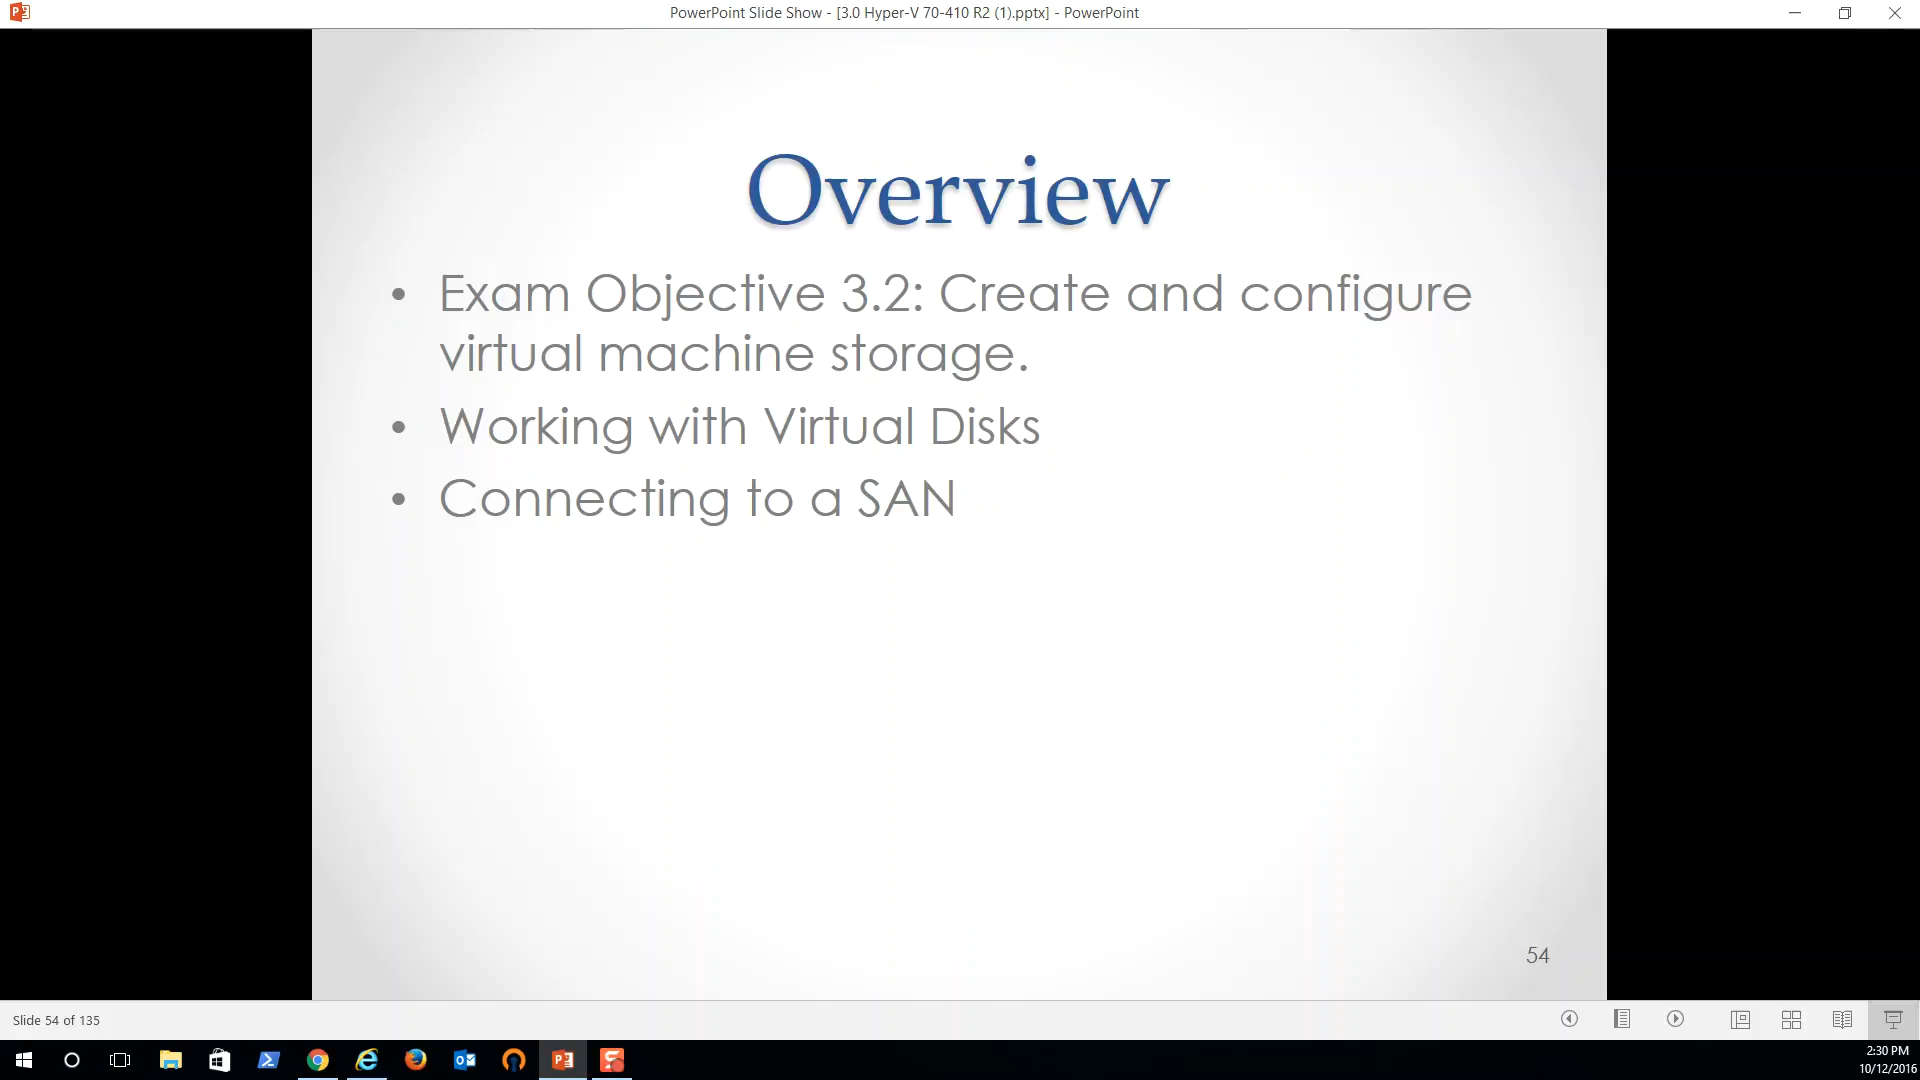 PowerPoint Slide Show - [3.0 Hyper-V 70-410 R2 (1).pptx] - PowerPoint
Overview
• Exam Objective 3.2: Create and configure
virtual machine storage.
• Working with Virtual Disks
• Connecting to a SAN
54
Slide 54 of 135
2:30 PM
10/12/2016